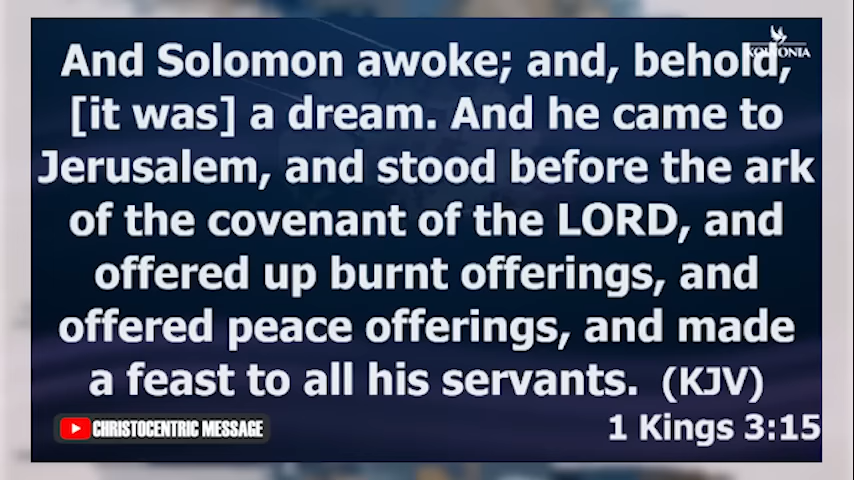 KOINONIA
And Solomon awoke; and, behold,
[it was] a dream. And he came to
Jerusalem, and stood before the ark
of the covenant of the LORD, and
offered up burnt offerings, and
offered peace offerings, and made
a feast to all his servants. (KJV)
1 Kings 3:15
CHRISTOCENTRIC MESSAGE